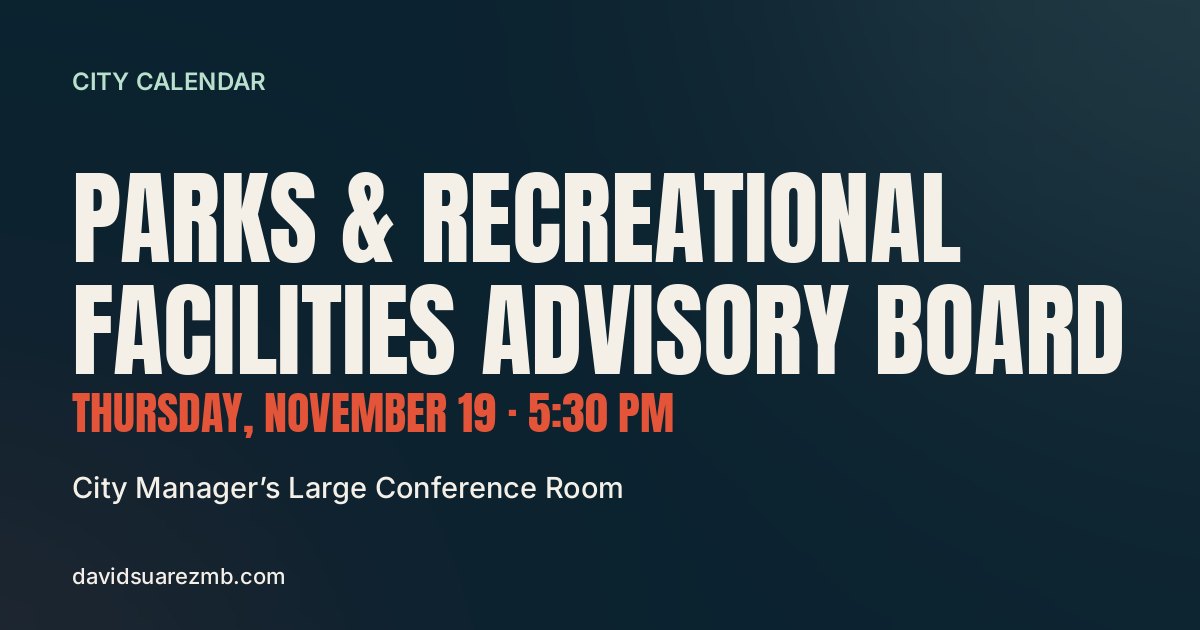 CITY CALENDAR
PARKS & RECREATIONAL
FACILITIES ADVISORY BOARD
THURSDAY, NOVEMBER 19 · 5:30 PM
City Manager’s Large Conference Room
davidsuarezmb.com